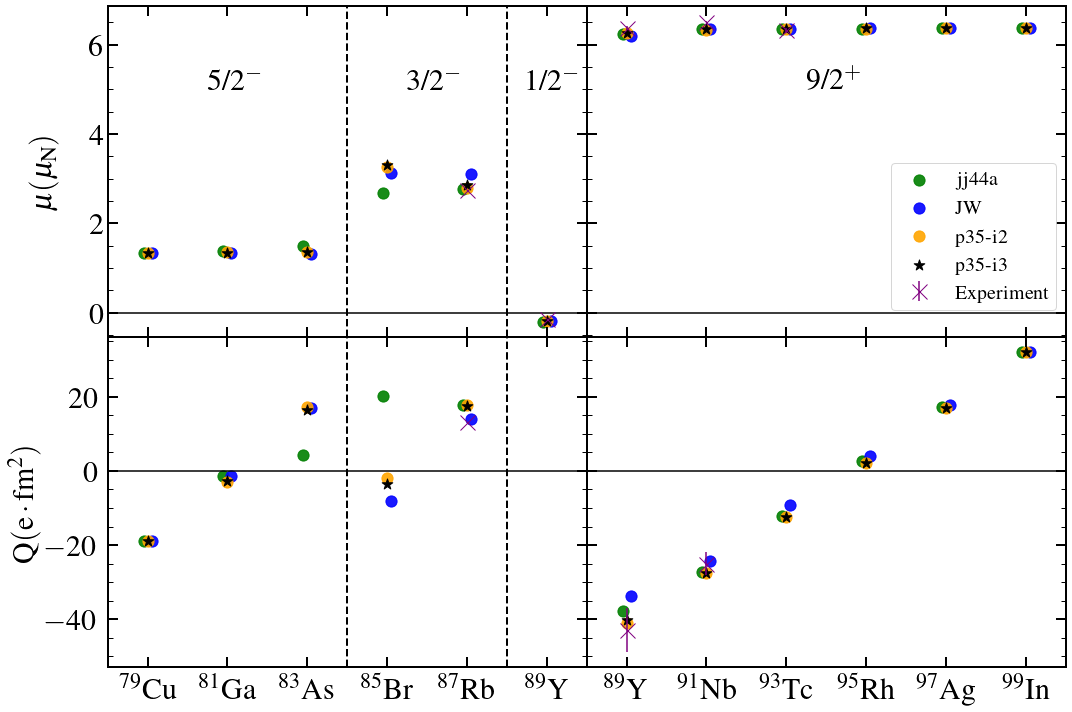 μ(μ_N)
6
4
2
0
5/2⁻ 3/2⁻ 1/2⁻ 9/2⁺
jj44a
JW
p35-i2
p35-i3
Experiment
Q(e·fm²)
20
0
−20
−40
⁷⁹Cu ⁸¹Ga ⁸³As ⁸⁵Br ⁸⁷Rb ⁸⁹Y ⁸⁹Y ⁹¹Nb ⁹³Tc ⁹⁵Rh ⁹⁷Ag ⁹⁹In